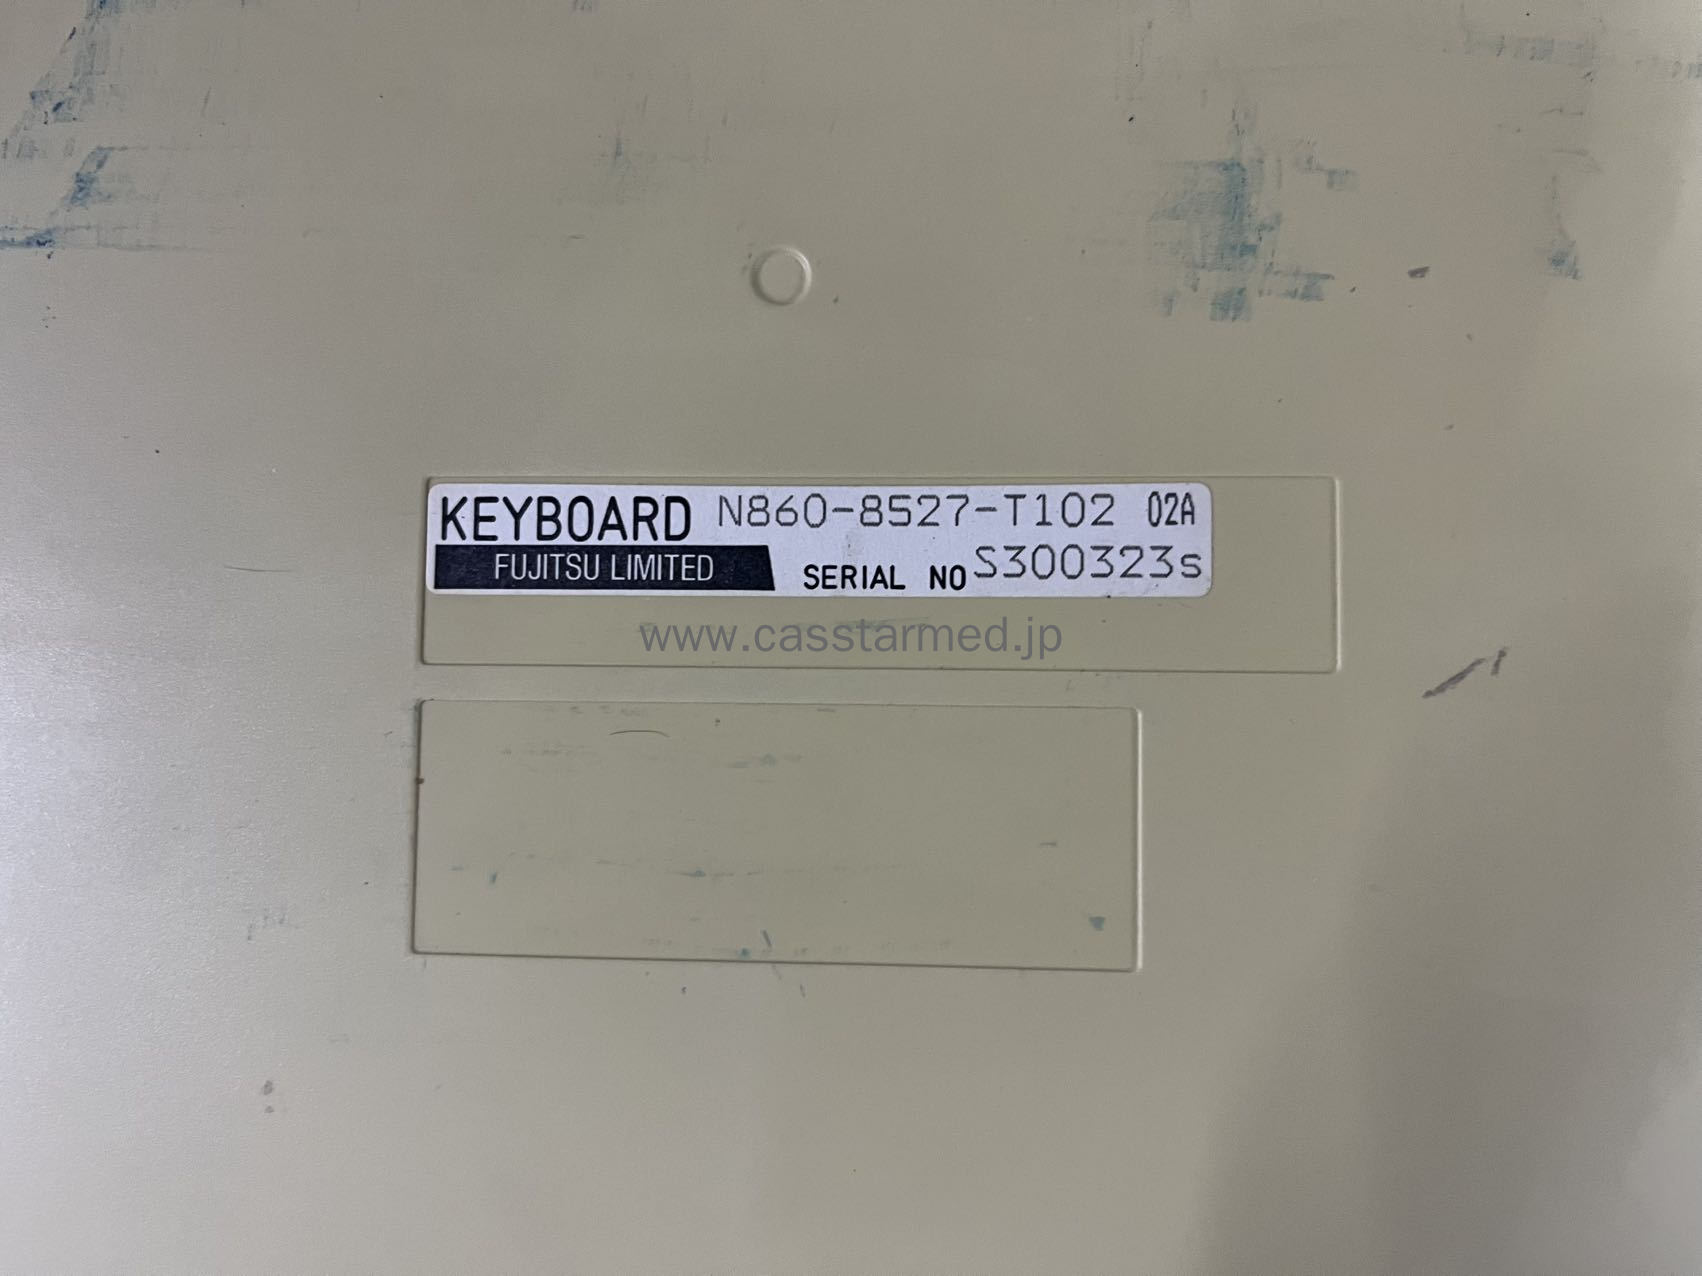 KEYBOARD N860-8527-T102 02A
FUJITSU LIMITED SERIAL NO S300323s
www.casstarmed.jp